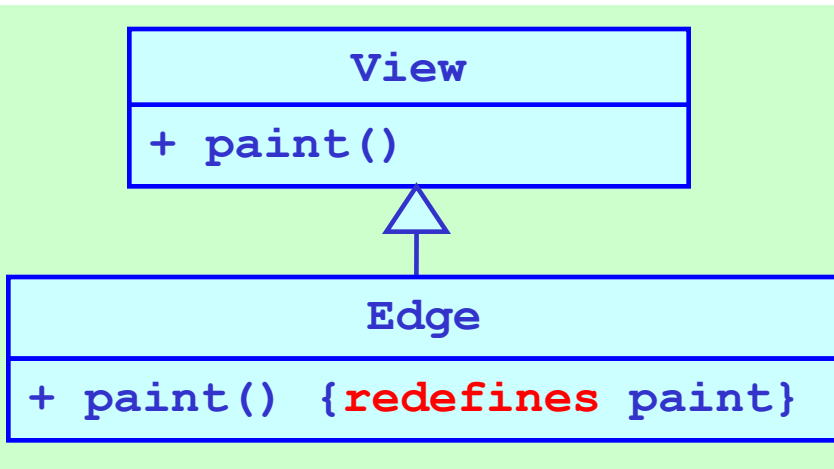 View
+ paint()
Edge
+ paint() {redefines paint}